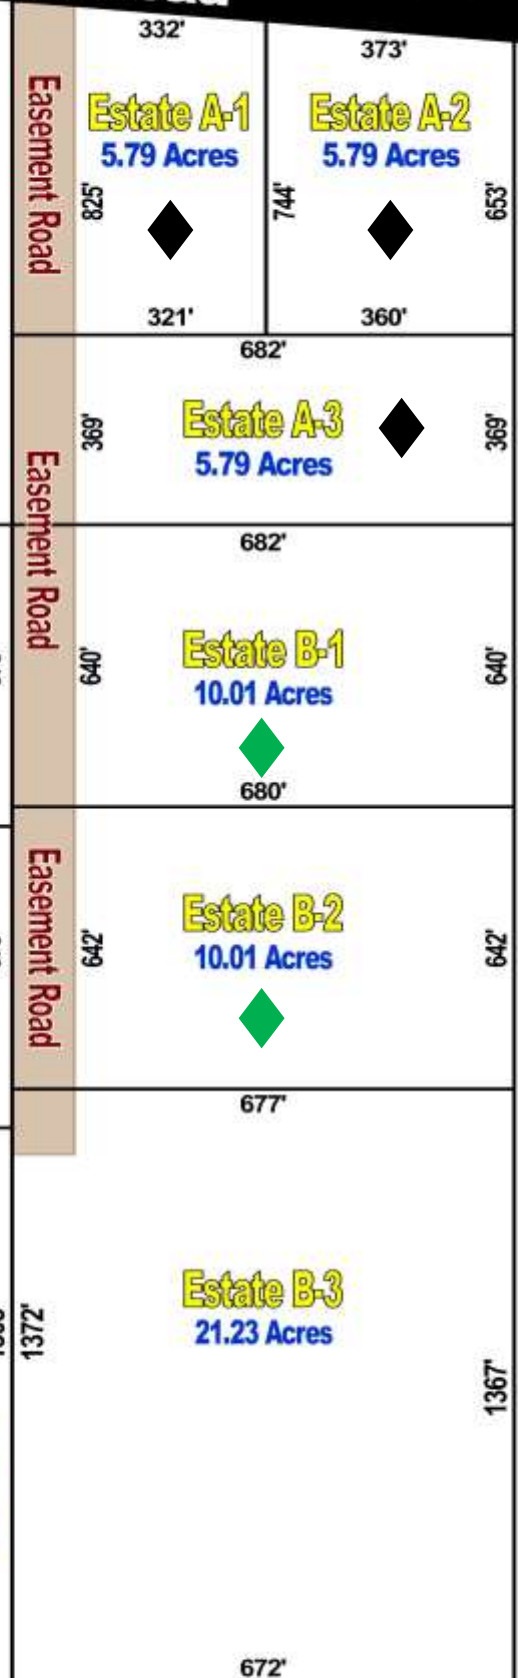 332'
373'
Easement Road
Estate A-1
5.79 Acres
825'
Estate A-2
5.79 Acres
744'
653'
321'
360'
682'
369'
Estate A-3
5.79 Acres
369'
Easement Road
682'
640'
Estate B-1
10.01 Acres
640'
680'
Easement Road
642'
Estate B-2
10.01 Acres
642'
677'
Estate B-3
21.23 Acres
1372'
1367'
672'